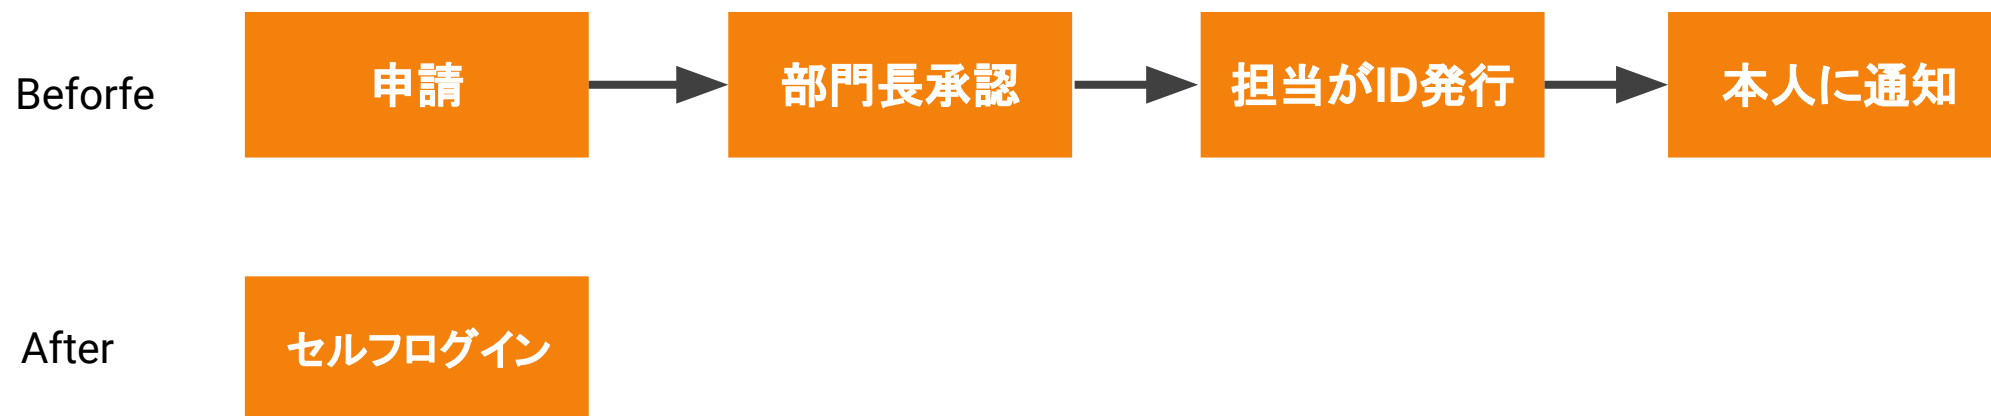 Beforfe
申請
部門長承認
担当がID発行
本人に通知
After
セルフログイン